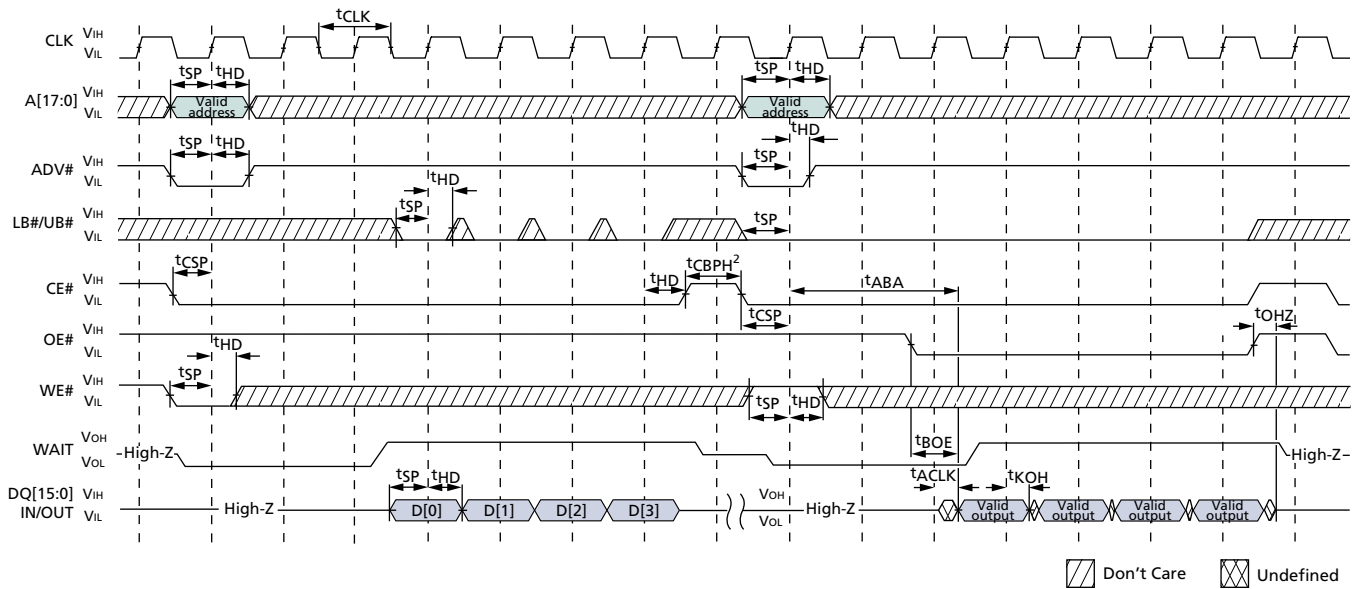 tCLK
CLK VIH
VIL
tSP tHD tSP tHD
A[17:0] VIH
VIL
Valid address Valid address
tSP tHD tSP tHD
ADV# VIH
VIL
tSP tHD tSP
LB#/UB# VIH
VIL
tCSP tHD tCBPH2 tCSP tABA
CE# VIH
VIL
tOHZ
OE# VIH
VIL
tSP tHD tSP tHD
WE# VIH
VIL
tBOE
WAIT VOH
VOL
High-Z High-Z
tSP tHD tACLK tKOH
DQ[15:0] IN/OUT VIH
VIL
High-Z D[0] D[1] D[2] D[3] VOH
VOL
High-Z Valid output Valid output Valid output Valid output
Don't Care Undefined